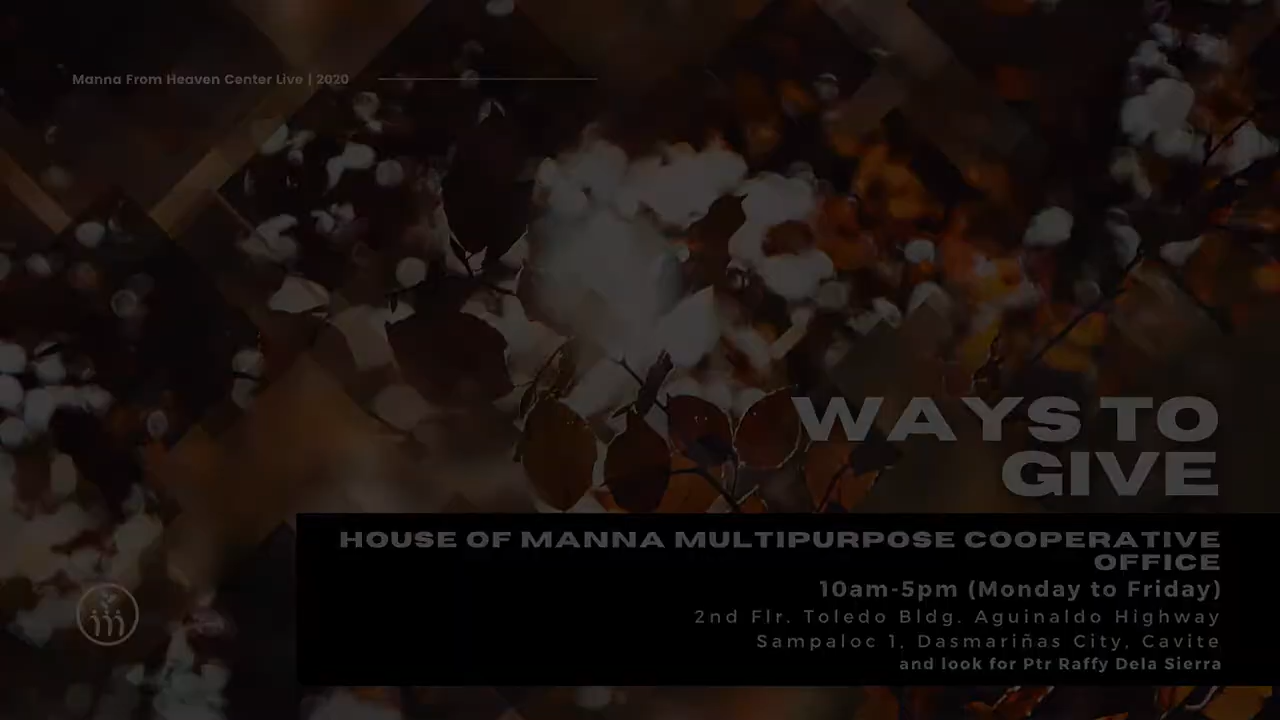 Manna From Heaven Center Live | 2020
WAYS TO
GIVE
HOUSE OF MANNA MULTIPURPOSE COOPERATIVE
OFFICE
10am-5pm (Monday to Friday)
2nd Flr. Toledo Bldg. Aguinaldo Highway
Sampaloc 1, Dasmariñas City, Cavite
and look for Ptr Raffy Dela Sierra